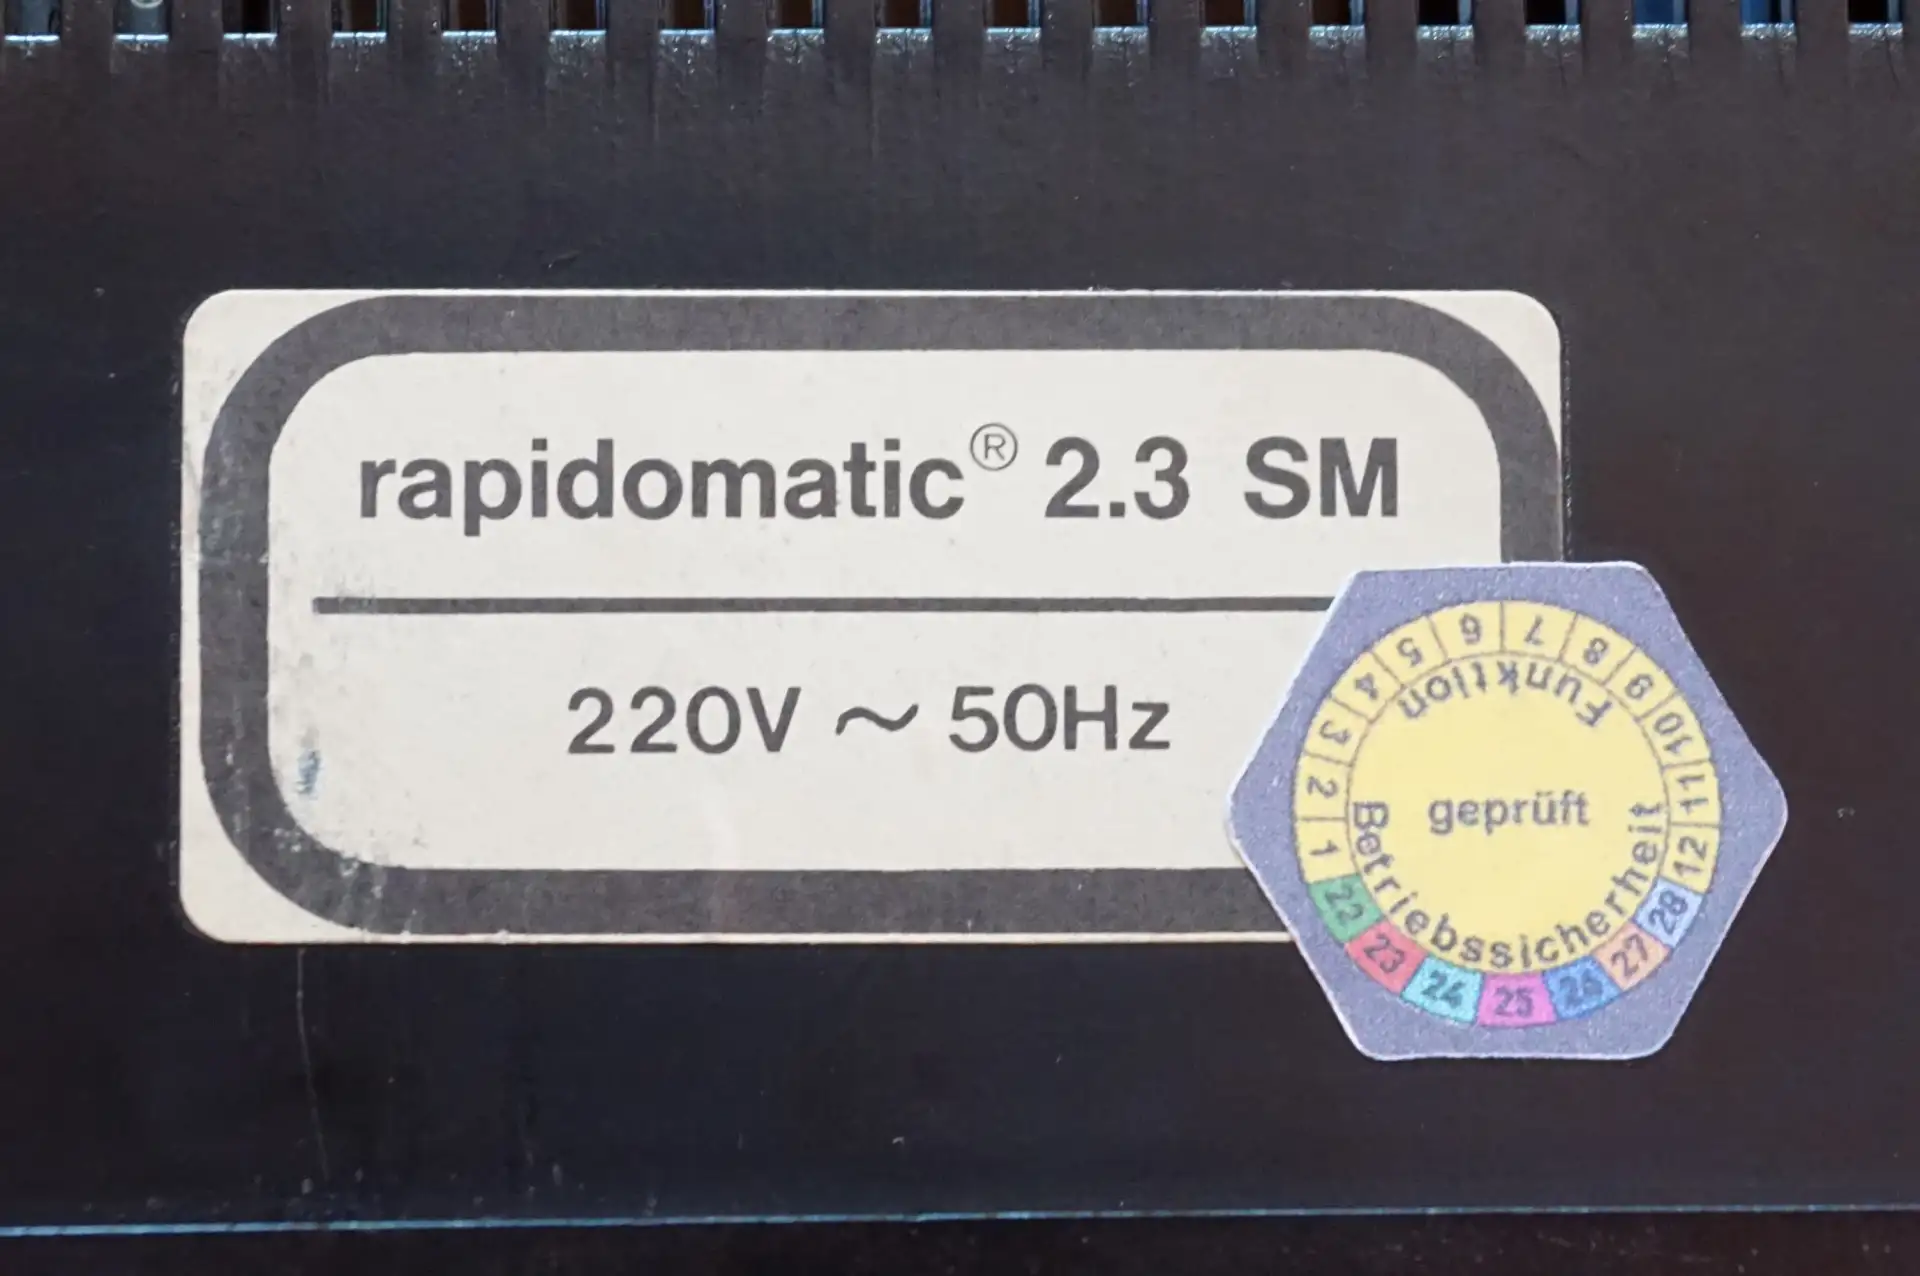 rapidomatic® 2.3 SM
220V ~ 50Hz
1 2 3 4 5 6 7 8 9 10 11 12
Funktion
geprüft
Betriebssicherheit
22 23 24 25 26 27 28